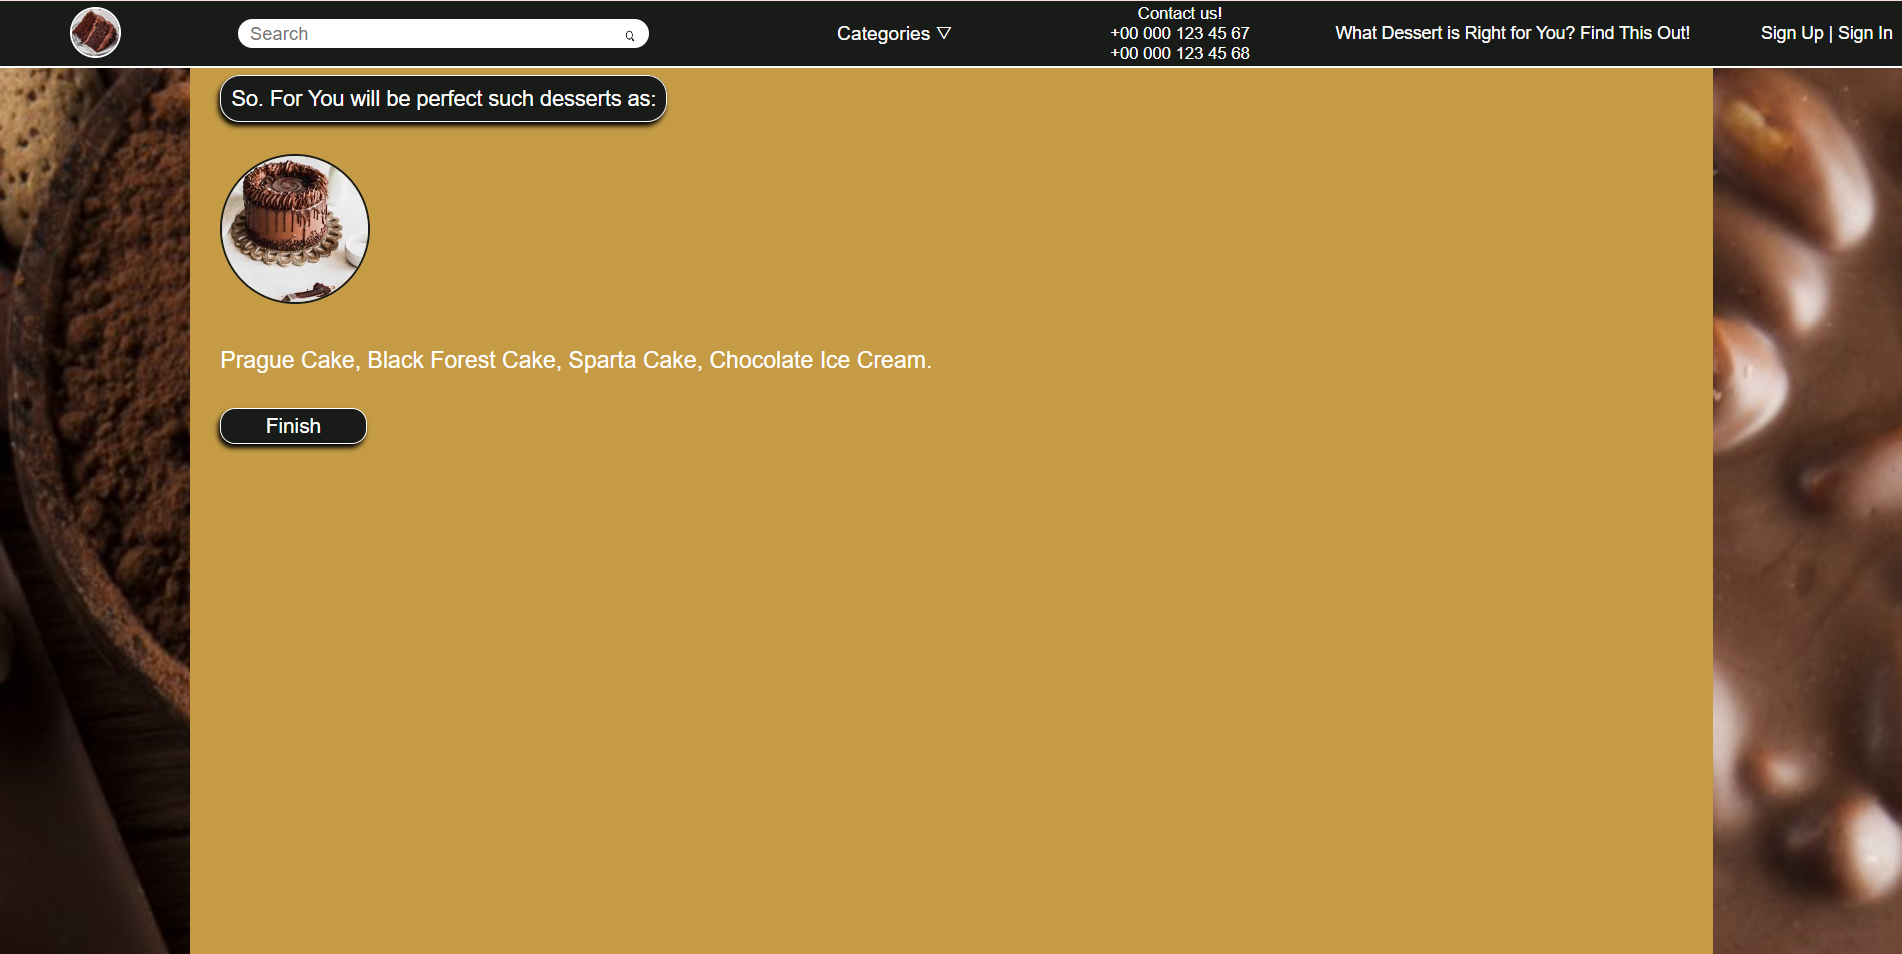 Search
Categories ▽
Contact us!
+00 000 123 45 67
+00 000 123 45 68
What Dessert is Right for You? Find This Out!
Sign Up | Sign In
So. For You will be perfect such desserts as:
Prague Cake, Black Forest Cake, Sparta Cake, Chocolate Ice Cream.
Finish